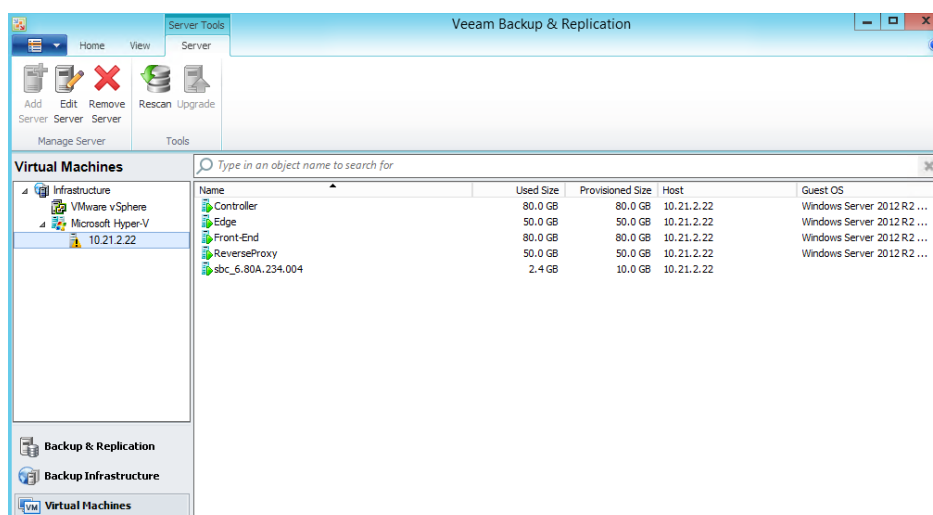 Server Tools
Veeam Backup & Replication
Home View Server
Add Server
Edit Server
Remove Server
Rescan
Upgrade
Manage Server
Tools
Virtual Machines
Type in an object name to search for
Infrastructure
VMware vSphere
Microsoft Hyper-V
10.21.2.22
Name Used Size Provisioned Size Host Guest OS
Controller 80.0 GB 80.0 GB 10.21.2.22 Windows Server 2012 R2 ...
Edge 50.0 GB 50.0 GB 10.21.2.22 Windows Server 2012 R2 ...
Front-End 80.0 GB 80.0 GB 10.21.2.22 Windows Server 2012 R2 ...
ReverseProxy 50.0 GB 50.0 GB 10.21.2.22 Windows Server 2012 R2 ...
sbc_6.80A.234.004 2.4 GB 10.0 GB 10.21.2.22
Backup & Replication
Backup Infrastructure
VM Virtual Machines